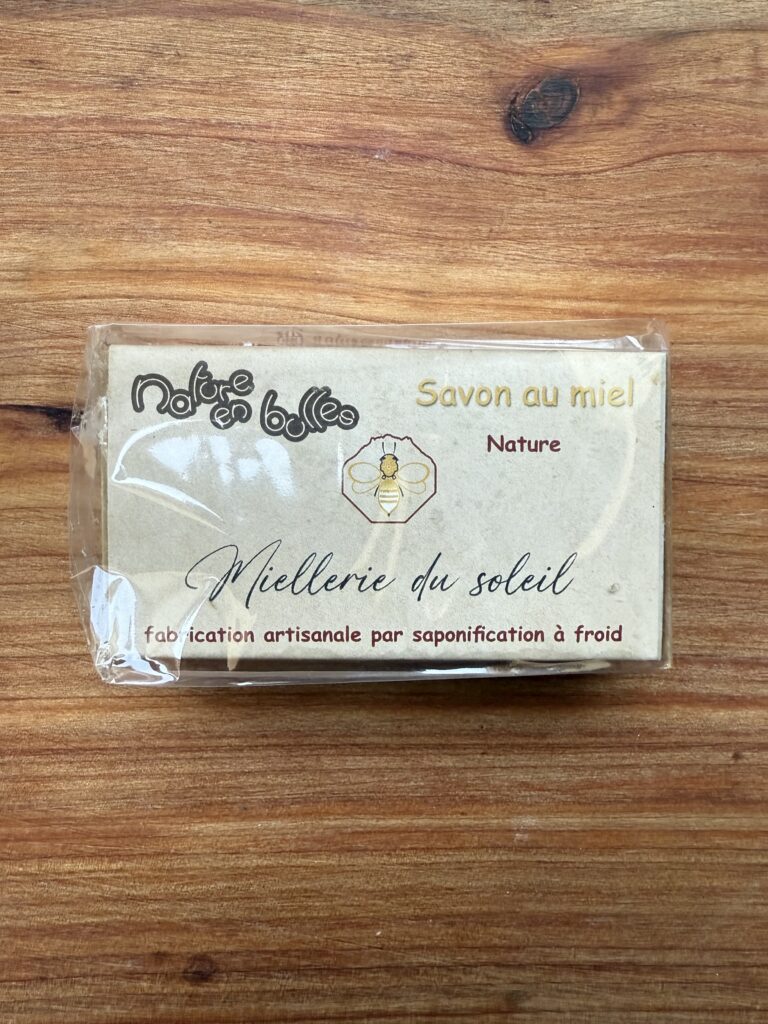 nature
en bulles
Savon au miel
Nature
Miellerie du soleil
fabrication artisanale par saponification à froid